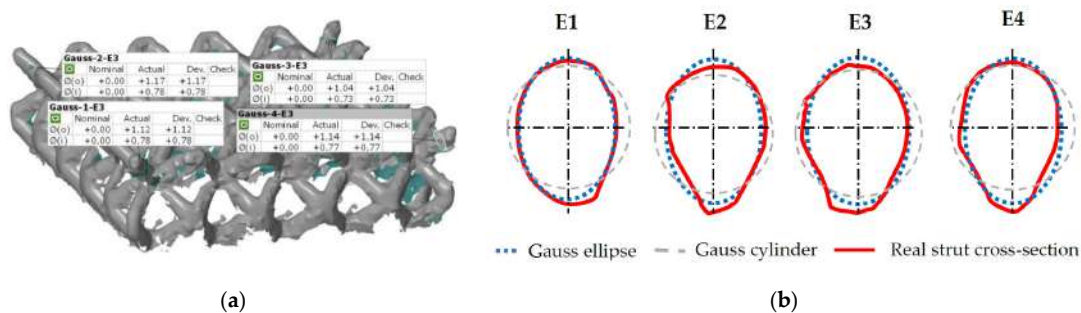 Gauss-2-E3
Nominal Actual Dev. Check
Ø(o) +0.00 +1.17 +1.17
Ø(i) +0.00 +0.78 +0.78
Gauss-3-E3
Nominal Actual Dev. Check
Ø(o) +0.00 +1.04 +1.04
Ø(i) +0.00 +0.73 +0.73
Gauss-1-E3
Nominal Actual Dev. Check
Ø(o) +0.00 +1.12 +1.12
Ø(i) +0.00 +0.78 +0.78
Gauss-4-E3
Nominal Actual Dev. Check
Ø(o) +0.00 +1.14 +1.14
Ø(i) +0.00 +0.77 +0.77
(a)
E1 E2 E3 E4
Gauss ellipse Gauss cylinder Real strut cross-section
(b)